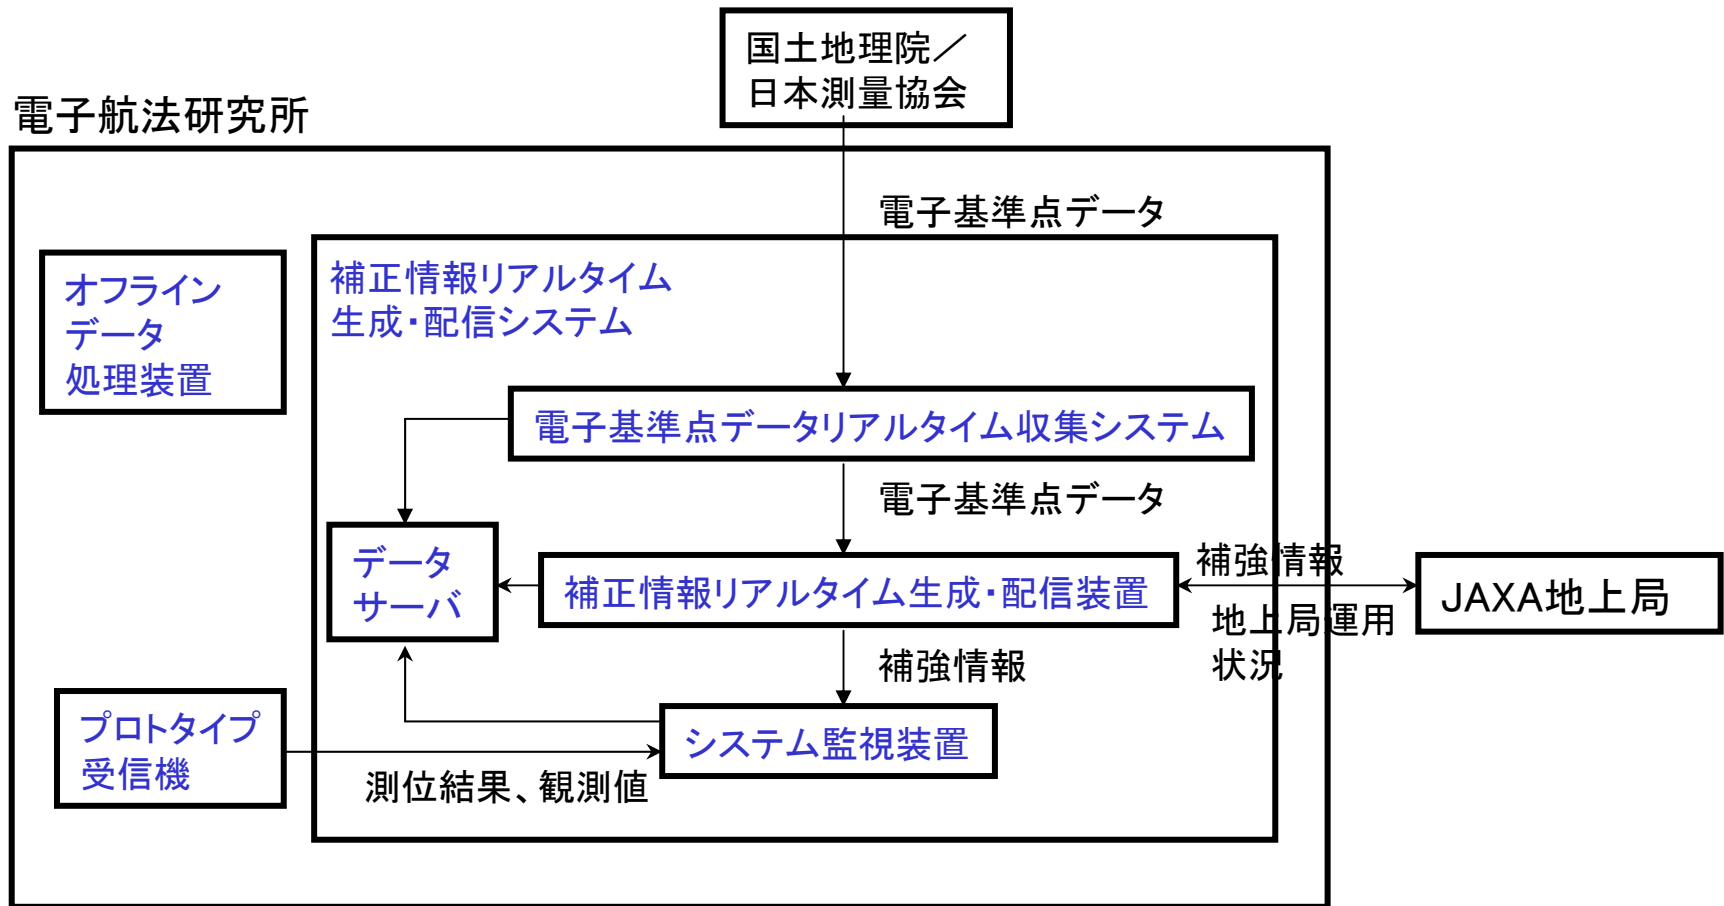 国土地理院／
日本測量協会
電子航法研究所
電子基準点データ
オフライン
データ
処理装置
補正情報リアルタイム
生成・配信システム
電子基準点データリアルタイム収集システム
電子基準点データ
データ
サーバ
補正情報リアルタイム生成・配信装置
補強情報
地上局運用
状況
JAXA地上局
補強情報
プロトタイプ
受信機
システム監視装置
測位結果、観測値